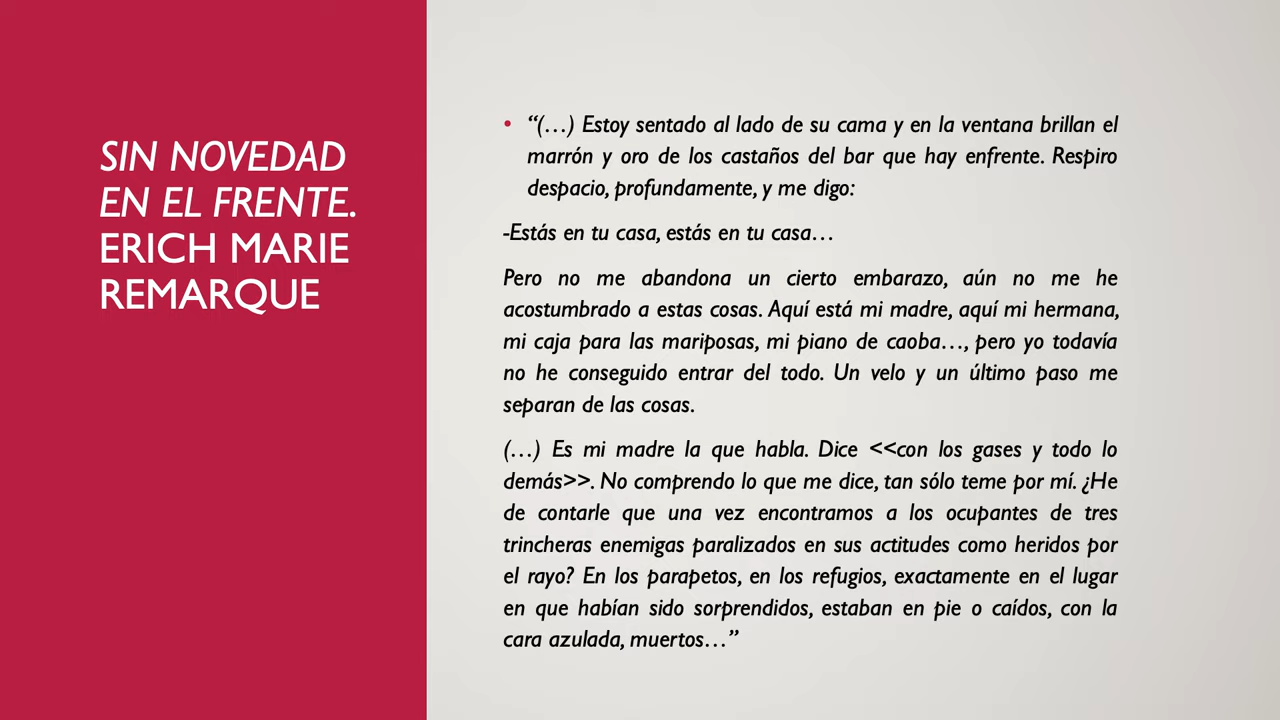 SIN NOVEDAD
EN EL FRENTE.
ERICH MARIE
REMARQUE
• “(…) Estoy sentado al lado de su cama y en la ventana brillan el
marrón y oro de los castaños del bar que hay enfrente. Respiro
despacio, profundamente, y me digo:
-Estás en tu casa, estás en tu casa…
Pero no me abandona un cierto embarazo, aún no me he
acostumbrado a estas cosas. Aquí está mi madre, aquí mi hermana,
mi caja para las mariposas, mi piano de caoba…, pero yo todavía
no he conseguido entrar del todo. Un velo y un último paso me
separan de las cosas.
(…) Es mi madre la que habla. Dice <<con los gases y todo lo
demás>>. No comprendo lo que me dice, tan sólo teme por mí. ¿He
de contarle que una vez encontramos a los ocupantes de tres
trincheras enemigas paralizados en sus actitudes como heridos por
el rayo? En los parapetos, en los refugios, exactamente en el lugar
en que habían sido sorprendidos, estaban en pie o caídos, con la
cara azulada, muertos…”